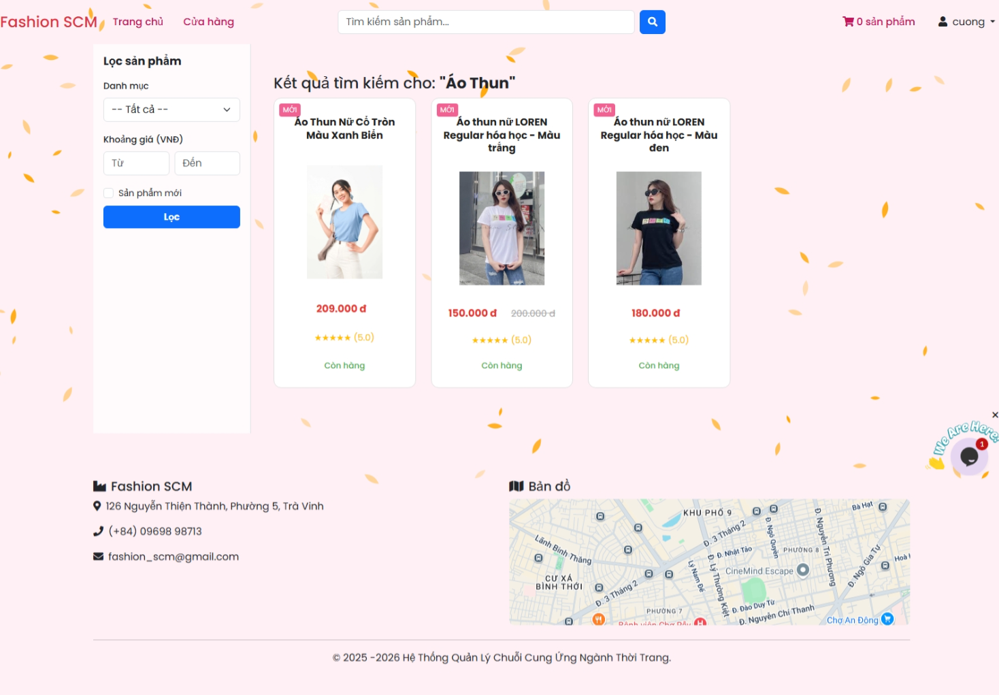 Fashion SCM
Trang chủ
Cửa hàng
Tìm kiếm sản phẩm...
0 sản phẩm
cuong
Lọc sản phẩm
Danh mục
-- Tất cả --
Khoảng giá (VNĐ)
Từ
Đến
Sản phẩm mới
Lọc
Kết quả tìm kiếm cho: "Áo Thun"
MỚI
Áo Thun Nữ Cổ Tròn
Màu Xanh Biển
209.000 đ
★★★★★ (5.0)
Còn hàng
MỚI
Áo thun nữ LOREN
Regular hóa học - Màu
trắng
150.000 đ
200.000 đ
★★★★★ (5.0)
Còn hàng
MỚI
Áo thun nữ LOREN
Regular hóa học - Màu
đen
180.000 đ
★★★★★ (5.0)
Còn hàng
We Are Here!
1
Fashion SCM
126 Nguyễn Thiện Thành, Phường 5, Trà Vinh
(+84) 09698 98713
fashion_scm@gmail.com
Bản đồ
KHU PHỐ 9
Bà Hạt
Đ. 3 Tháng 2
Đ. Ngô Quyền
Đ. Nguyễn Tri Phương
Lãnh Binh Thăng
Đ. Nhật Tảo
PHƯỜNG 8
Đ. Ngô Gia Tự
Hoà
Lý Nam Đế
Đ. Lý Thường Kiệt
CineMind Escape
CƯ XÁ
BÌNH THỚI
Đ. 3 Tháng 2
Đ. Đào Duy Từ
PHƯỜNG 7
Đ. Nguyễn Chí Thanh
Chợ An Đông
Bệnh viện Chợ Rẫy
© 2025 -2026 Hệ Thống Quản Lý Chuỗi Cung Ứng Ngành Thời Trang.